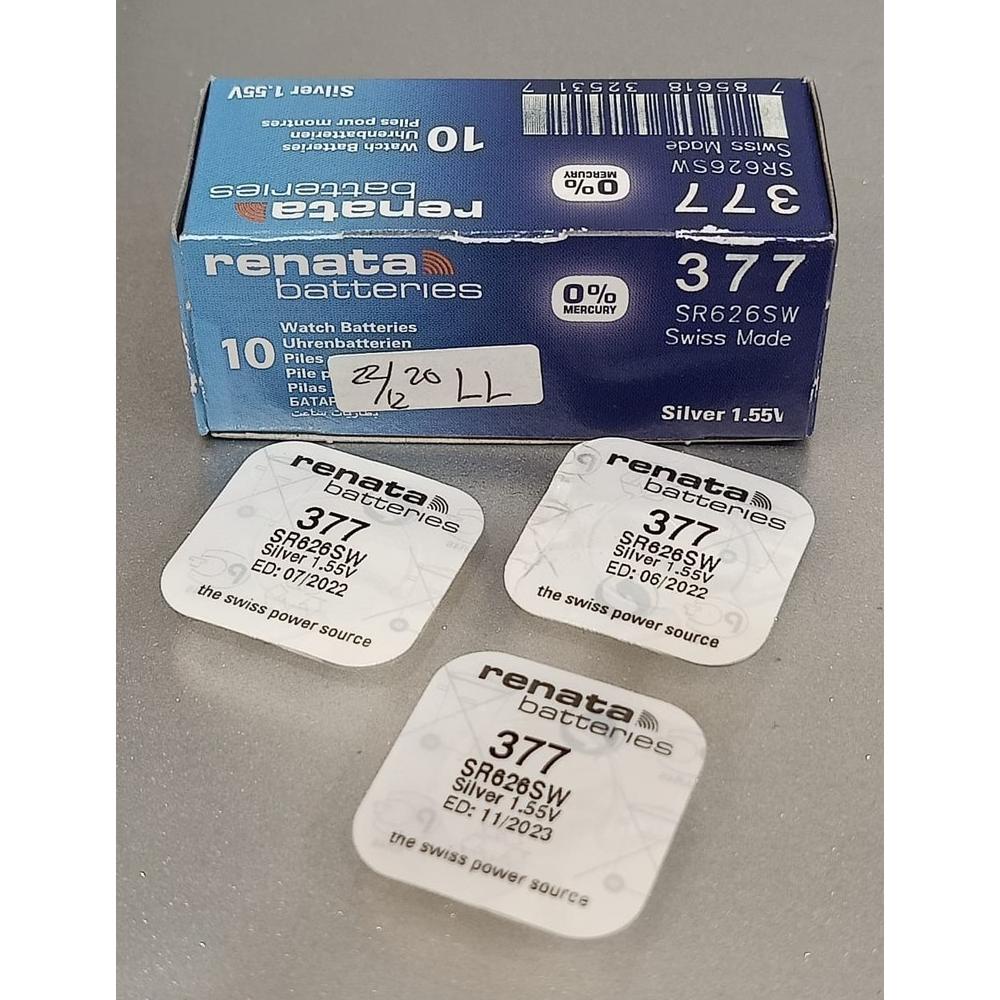 Silver 1.55V
10
Watch Batteries
Uhrenbatterien
Piles pour montres
renata
batteries
0%
MERCURY
7 85618 32531 7
Swiss Made
SR626SW
377
renata
batteries
10
Watch Batteries
Uhrenbatterien
Piles
Pile
Pilas
22/12 20 LL
0%
MERCURY
377
SR626SW
Swiss Made
Silver 1.55V
renata
batteries
377
SR626SW
Silver 1.55V
ED: 07/2022
the swiss power source
renata
batteries
377
SR626SW
Silver 1.55V
ED: 06/2022
the swiss power source
renata
batteries
377
SR626SW
Silver 1.55V
ED: 11/2023
the swiss power source